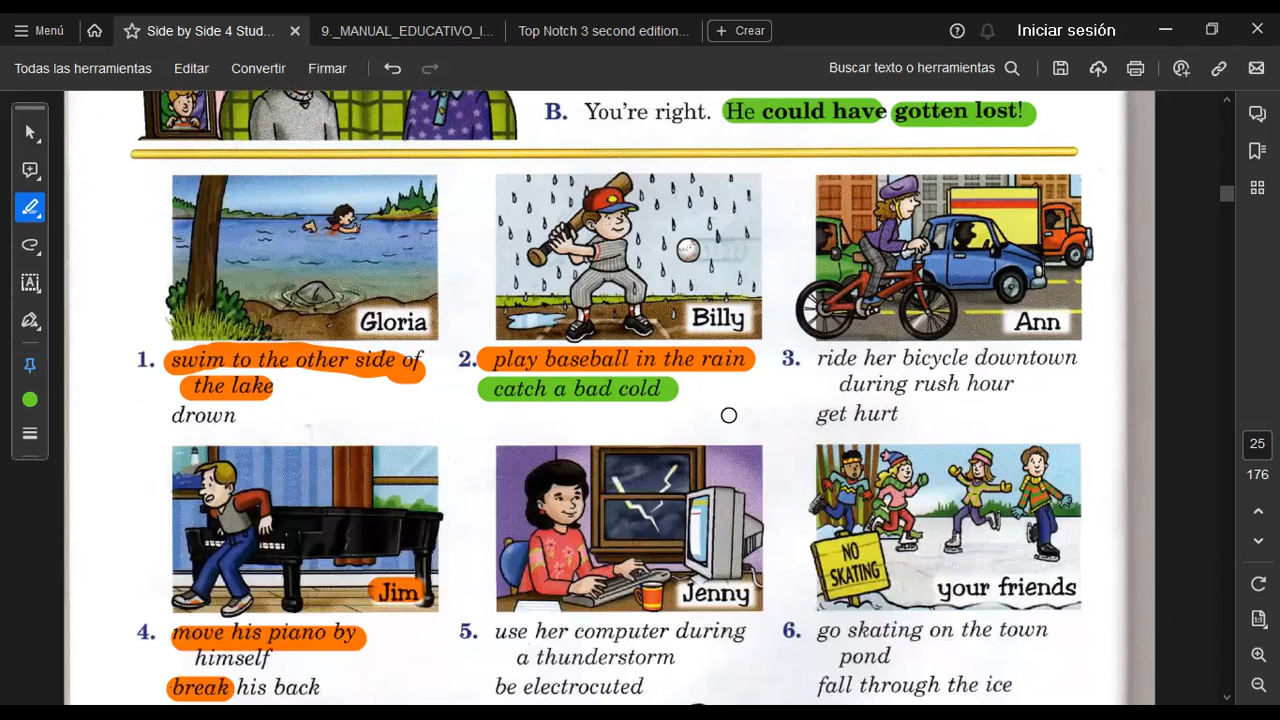 Menú
Side by Side 4 Stud...
9._MANUAL_EDUCATIVO_I...
Top Notch 3 second edition...
Crear
Iniciar sesión
Todas las herramientas
Editar
Convertir
Firmar
Buscar texto o herramientas
B. You're right. He could have gotten lost!
Gloria
Billy
Ann
1. swim to the other side of
the lake
drown
2. play baseball in the rain
catch a bad cold
3. ride her bicycle downtown
during rush hour
get hurt
Jim
Jenny
NO
SKATING
your friends
4. move his piano by
himself
break his back
5. use her computer during
a thunderstorm
be electrocuted
6. go skating on the town
pond
fall through the ice
25
176